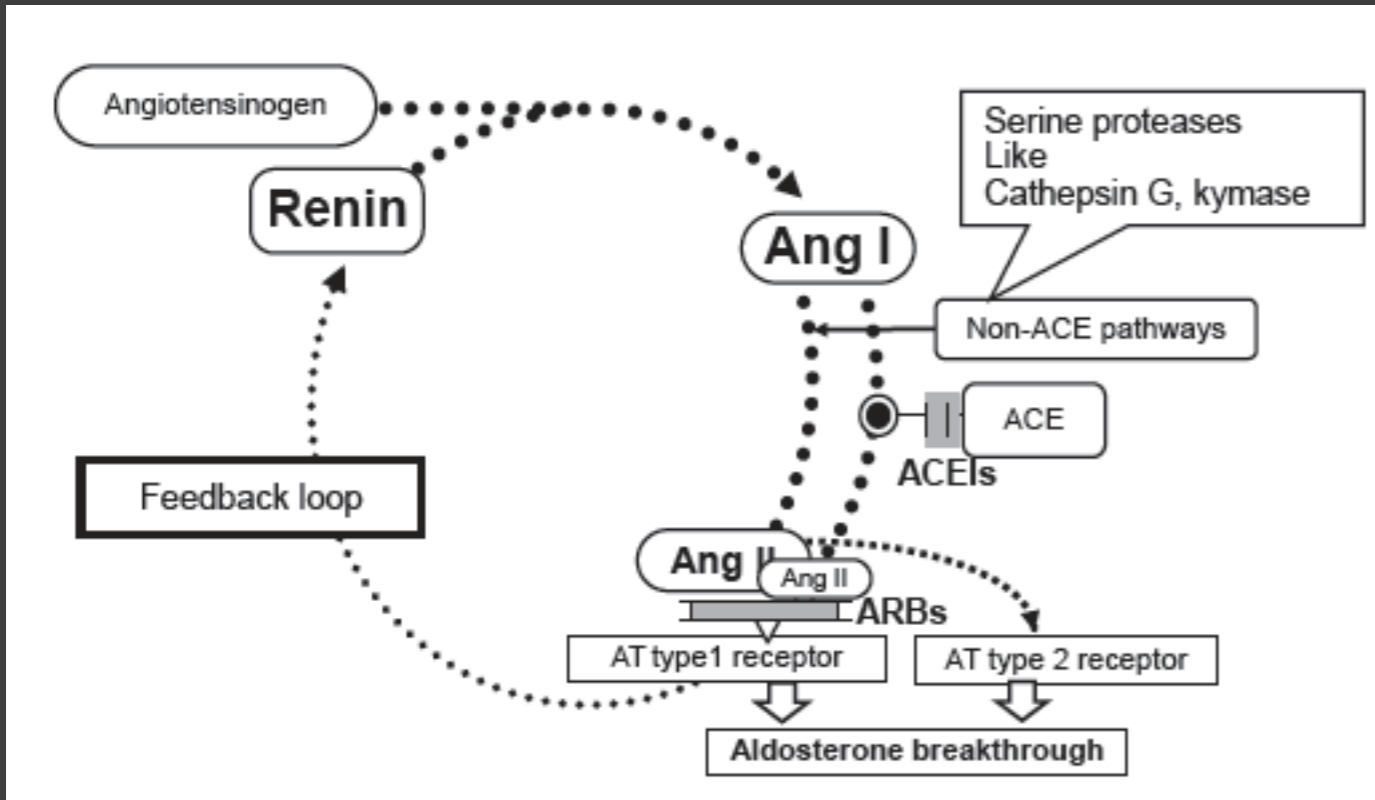 Angiotensinogen
Renin
Ang I
Serine proteases
Like
Cathepsin G, kymase
Non-ACE pathways
ACE
ACEIs
Feedback loop
Ang II
Ang II
ARBs
AT type1 receptor
AT type 2 receptor
Aldosterone breakthrough